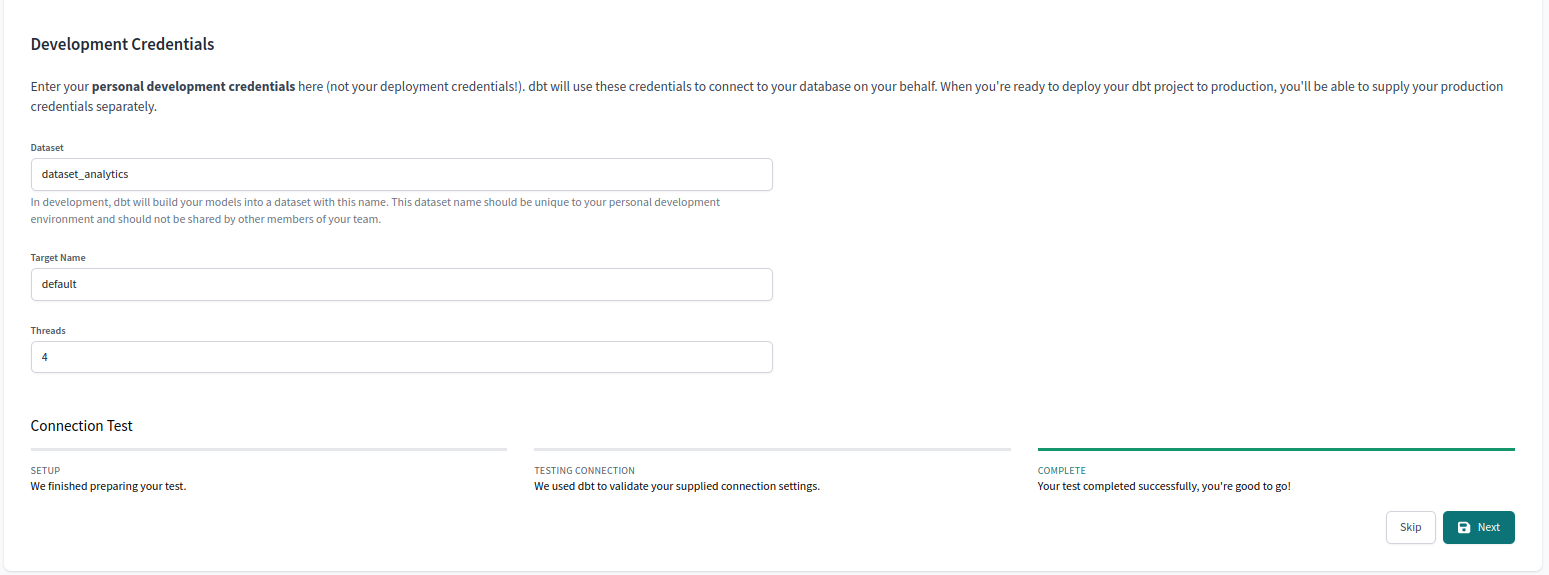 Development Credentials
Enter your personal development credentials here (not your deployment credentials!). dbt will use these credentials to connect to your database on your behalf. When you're ready to deploy your dbt project to production, you'll be able to supply your production
credentials separately.
Dataset
dataset_analytics
In development, dbt will build your models into a dataset with this name. This dataset name should be unique to your personal development
environment and should not be shared by other members of your team.
Target Name
default
Threads
4
Connection Test
SETUP
We finished preparing your test.
TESTING CONNECTION
We used dbt to validate your supplied connection settings.
COMPLETE
Your test completed successfully, you're good to go!
Skip
Next